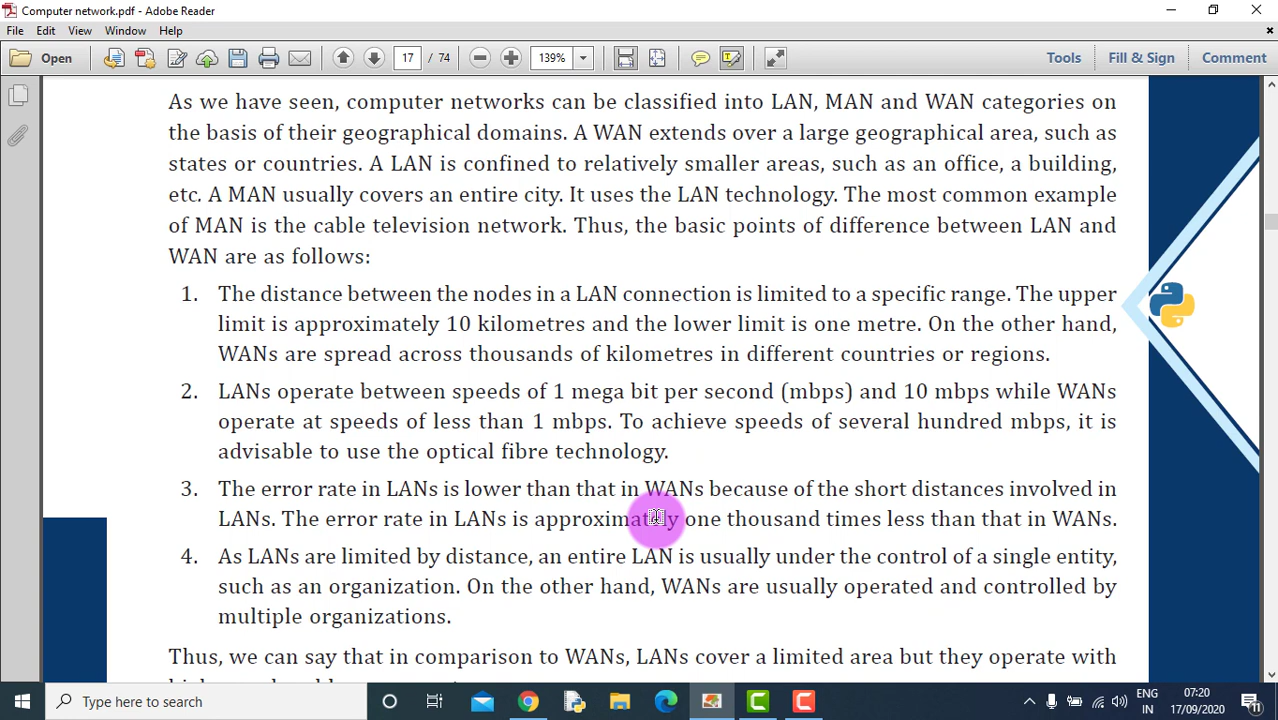 Computer network.pdf - Adobe Reader
File Edit View Window Help
Open 17 / 74 139% Tools Fill & Sign Comment
As we have seen, computer networks can be classified into LAN, MAN and WAN categories on
the basis of their geographical domains. A WAN extends over a large geographical area, such as
states or countries. A LAN is confined to relatively smaller areas, such as an office, a building,
etc. A MAN usually covers an entire city. It uses the LAN technology. The most common example
of MAN is the cable television network. Thus, the basic points of difference between LAN and
WAN are as follows:
1. The distance between the nodes in a LAN connection is limited to a specific range. The upper
limit is approximately 10 kilometres and the lower limit is one metre. On the other hand,
WANs are spread across thousands of kilometres in different countries or regions.
2. LANs operate between speeds of 1 mega bit per second (mbps) and 10 mbps while WANs
operate at speeds of less than 1 mbps. To achieve speeds of several hundred mbps, it is
advisable to use the optical fibre technology.
3. The error rate in LANs is lower than that in WANs because of the short distances involved in
LANs. The error rate in LANs is approximately one thousand times less than that in WANs.
4. As LANs are limited by distance, an entire LAN is usually under the control of a single entity,
such as an organization. On the other hand, WANs are usually operated and controlled by
multiple organizations.
Thus, we can say that in comparison to WANs, LANs cover a limited area but they operate with
Type here to search
ENG 07:20
IN 17/09/2020 11